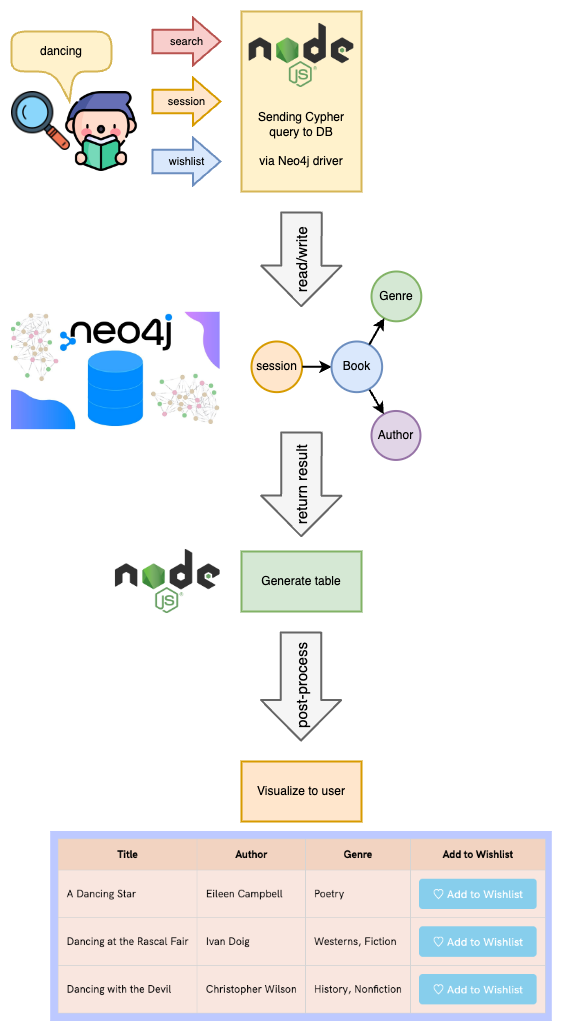 dancing
search
session
wishlist
node
JS
Sending Cypher
query to DB
via Neo4j driver
read/write
neo4j
session
Book
Genre
Author
return result
node
JS
Generate table
post-process
Visualize to user
Title Author Genre Add to Wishlist
A Dancing Star Eileen Campbell Poetry ♡ Add to Wishlist
Dancing at the Rascal Fair Ivan Doig Westerns, Fiction ♡ Add to Wishlist
Dancing with the Devil Christopher Wilson History, Nonfiction ♡ Add to Wishlist